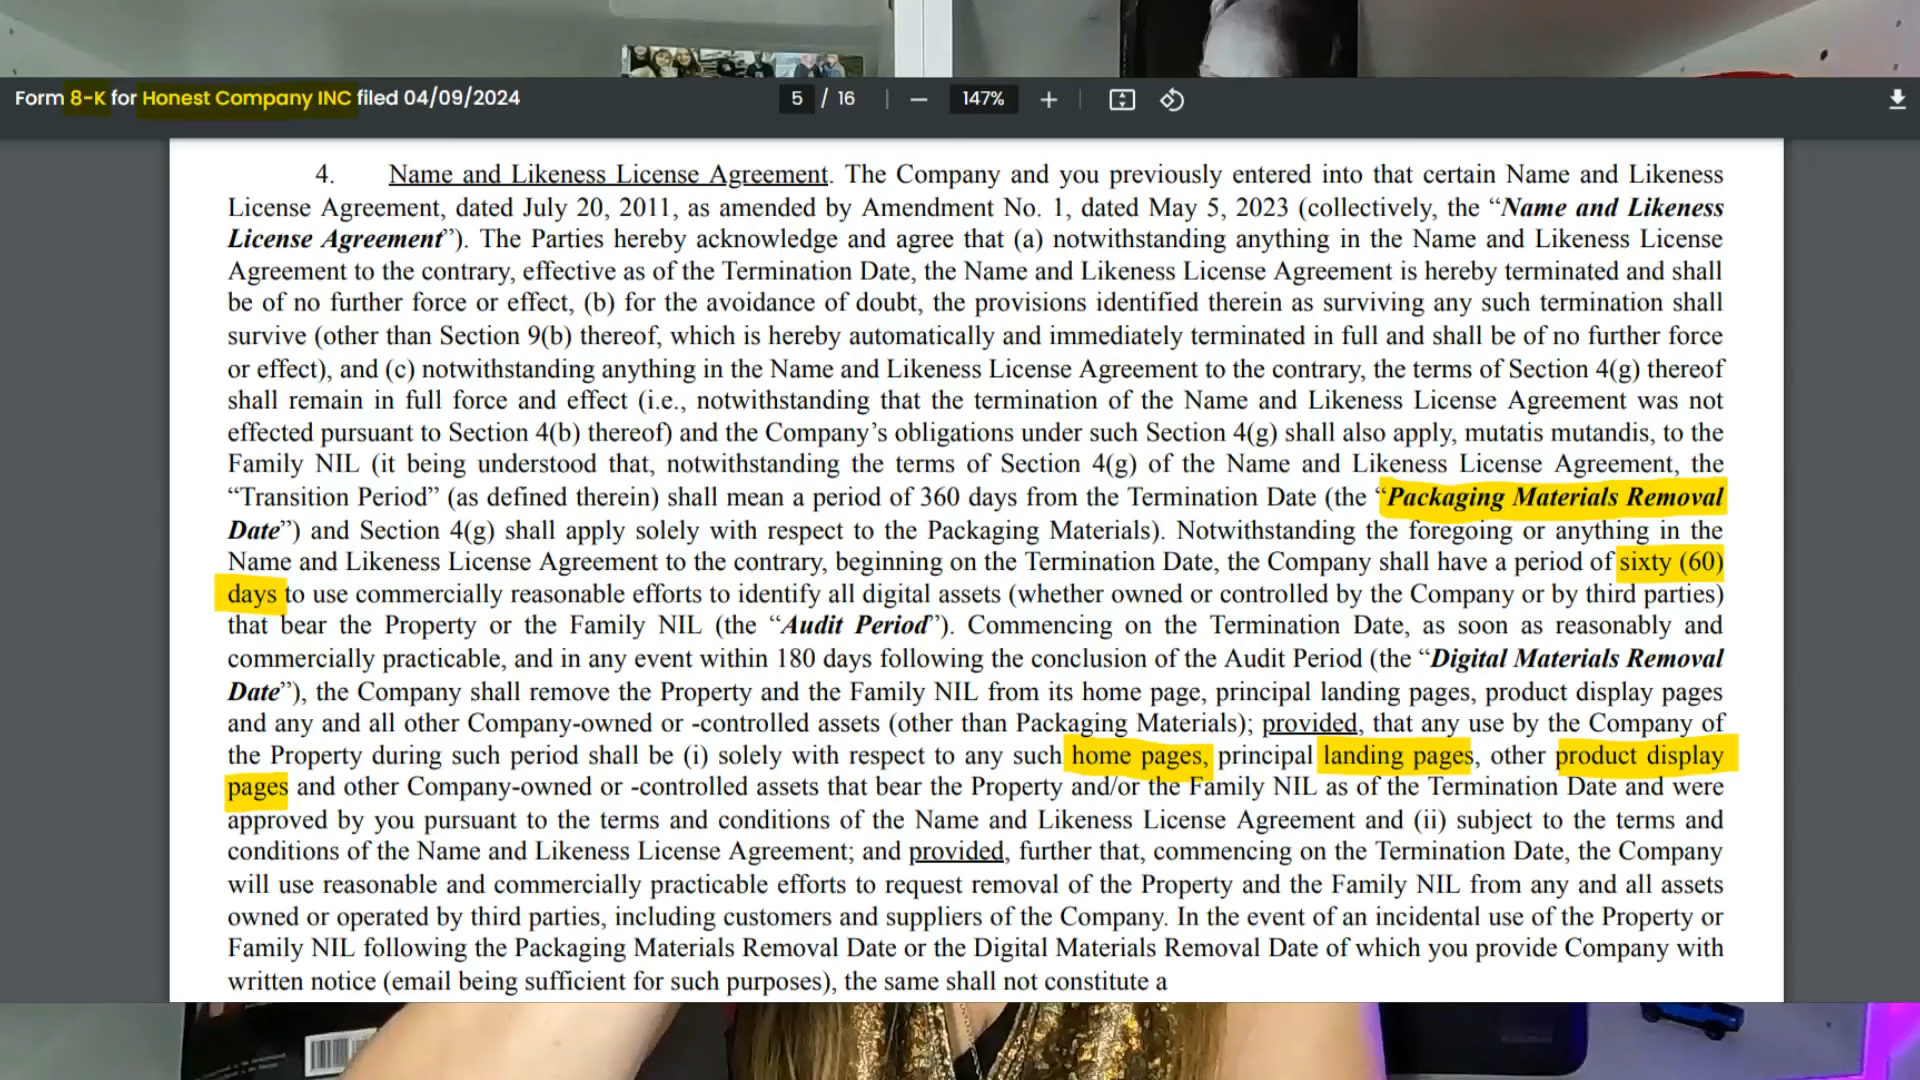 Form 8-K for Honest Company INC filed 04/09/2024
5 / 16
147%
4. Name and Likeness License Agreement. The Company and you previously entered into that certain Name and Likeness
License Agreement, dated July 20, 2011, as amended by Amendment No. 1, dated May 5, 2023 (collectively, the “Name and Likeness
License Agreement”). The Parties hereby acknowledge and agree that (a) notwithstanding anything in the Name and Likeness License
Agreement to the contrary, effective as of the Termination Date, the Name and Likeness License Agreement is hereby terminated and shall
be of no further force or effect, (b) for the avoidance of doubt, the provisions identified therein as surviving any such termination shall
survive (other than Section 9(b) thereof, which is hereby automatically and immediately terminated in full and shall be of no further force
or effect), and (c) notwithstanding anything in the Name and Likeness License Agreement to the contrary, the terms of Section 4(g) thereof
shall remain in full force and effect (i.e., notwithstanding that the termination of the Name and Likeness License Agreement was not
effected pursuant to Section 4(b) thereof) and the Company’s obligations under such Section 4(g) shall also apply, mutatis mutandis, to the
Family NIL (it being understood that, notwithstanding the terms of Section 4(g) of the Name and Likeness License Agreement, the
“Transition Period” (as defined therein) shall mean a period of 360 days from the Termination Date (the “Packaging Materials Removal
Date”) and Section 4(g) shall apply solely with respect to the Packaging Materials). Notwithstanding the foregoing or anything in the
Name and Likeness License Agreement to the contrary, beginning on the Termination Date, the Company shall have a period of sixty (60)
days to use commercially reasonable efforts to identify all digital assets (whether owned or controlled by the Company or by third parties)
that bear the Property or the Family NIL (the “Audit Period”). Commencing on the Termination Date, as soon as reasonably and
commercially practicable, and in any event within 180 days following the conclusion of the Audit Period (the “Digital Materials Removal
Date”), the Company shall remove the Property and the Family NIL from its home page, principal landing pages, product display pages
and any and all other Company-owned or -controlled assets (other than Packaging Materials); provided, that any use by the Company of
the Property during such period shall be (i) solely with respect to any such home pages, principal landing pages, other product display
pages and other Company-owned or -controlled assets that bear the Property and/or the Family NIL as of the Termination Date and were
approved by you pursuant to the terms and conditions of the Name and Likeness License Agreement and (ii) subject to the terms and
conditions of the Name and Likeness License Agreement; and provided, further that, commencing on the Termination Date, the Company
will use reasonable and commercially practicable efforts to request removal of the Property and the Family NIL from any and all assets
owned or operated by third parties, including customers and suppliers of the Company. In the event of an incidental use of the Property or
Family NIL following the Packaging Materials Removal Date or the Digital Materials Removal Date of which you provide Company with
written notice (email being sufficient for such purposes), the same shall not constitute a